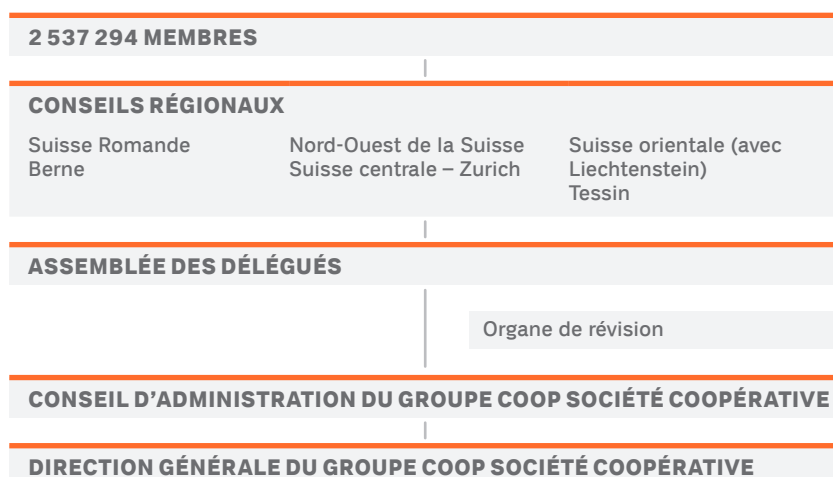 2 537 294 MEMBRES
CONSEILS RÉGIONAUX
Suisse Romande
Berne
Nord-Ouest de la Suisse
Suisse centrale – Zurich
Suisse orientale (avec
Liechtenstein)
Tessin
ASSEMBLÉE DES DÉLÉGUÉS
Organe de révision
CONSEIL D’ADMINISTRATION DU GROUPE COOP SOCIÉTÉ COOPÉRATIVE
DIRECTION GÉNÉRALE DU GROUPE COOP SOCIÉTÉ COOPÉRATIVE